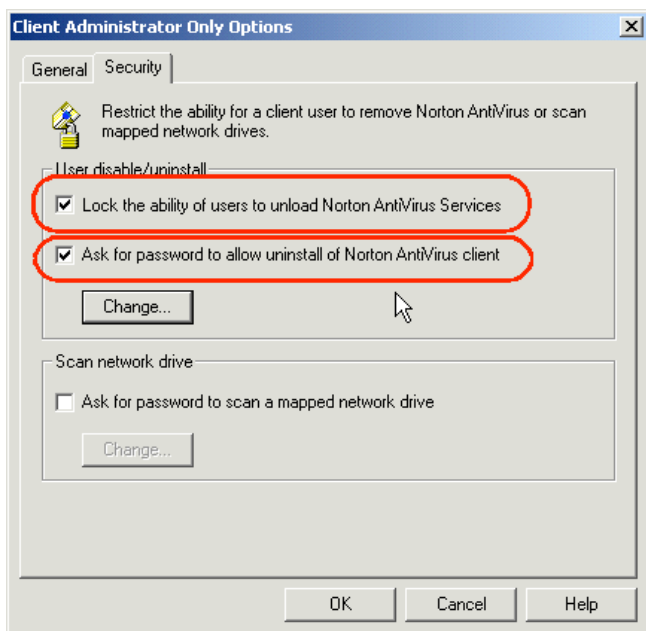 Client Administrator Only Options
General Security
Restrict the ability for a client user to remove Norton AntiVirus or scan
mapped network drives.
User disable/uninstall
Lock the ability of users to unload Norton AntiVirus Services
Ask for password to allow uninstall of Norton AntiVirus client
Change...
Scan network drive
Ask for password to scan a mapped network drive
Change...
OK Cancel Help